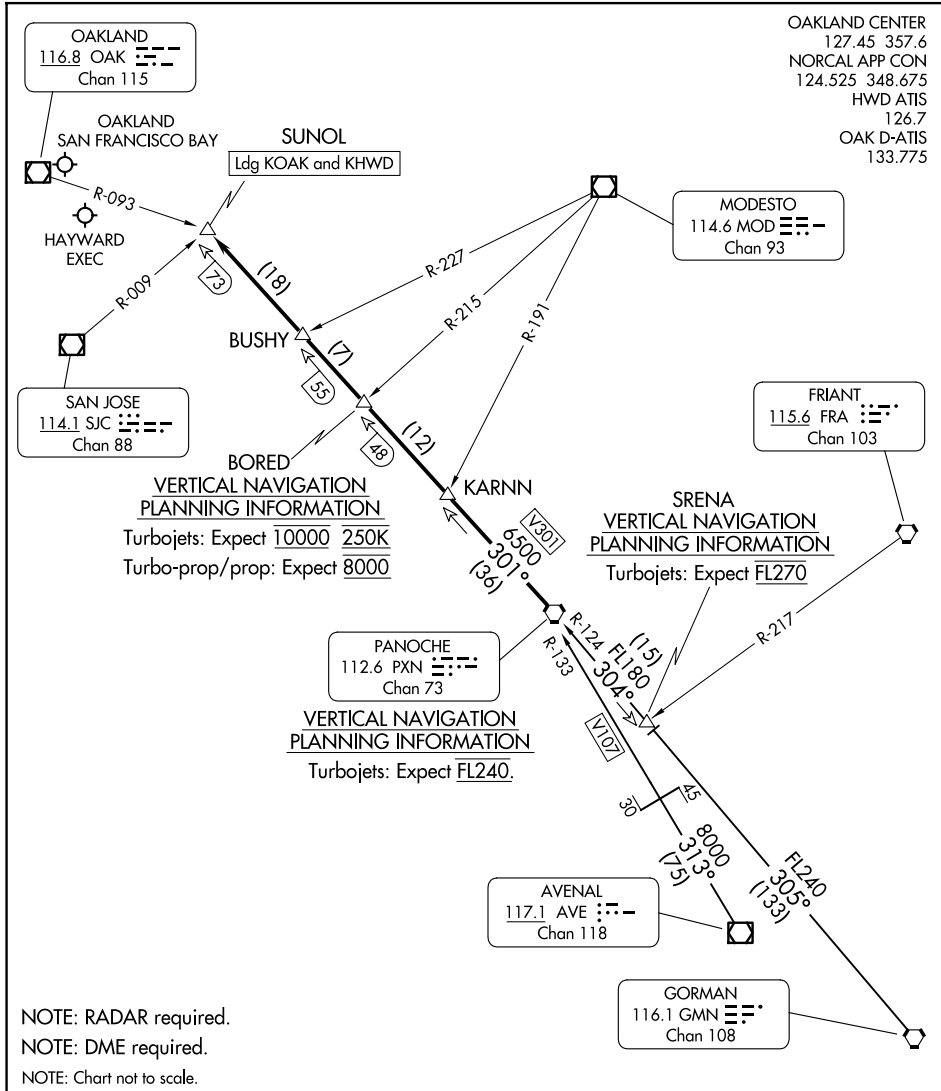 OAKLAND CENTER
127.45 357.6
NORCAL APP CON
124.525 348.675
HWD ATIS
126.7
OAK D-ATIS
133.775
OAKLAND
116.8 OAK
Chan 115
OAKLAND
SAN FRANCISCO BAY
SUNOL
Ldg KOAK and KHWD
R-093
HAYWARD
EXEC
R-009
73
(18)
MODESTO
114.6 MOD
Chan 93
R-227
R-215
R-191
BUSHY
(7)
55
SAN JOSE
114.1 SJC
Chan 88
(12)
48
BORED
VERTICAL NAVIGATION
PLANNING INFORMATION
Turbojets: Expect 10000 250K
Turbo-prop/prop: Expect 8000
KARNN
V301
6500
301°
(36)
FRIANT
115.6 FRA
Chan 103
SRENA
VERTICAL NAVIGATION
PLANNING INFORMATION
Turbojets: Expect FL270
R-217
PANOCHE
112.6 PXN
Chan 73
VERTICAL NAVIGATION
PLANNING INFORMATION
Turbojets: Expect FL240.
R-124
R-133
(15)
FL180
304°
V107
30
45
8000
313°
(75)
FL240
305°
(133)
AVENAL
117.1 AVE
Chan 118
GORMAN
116.1 GMN
Chan 108
NOTE: RADAR required.
NOTE: DME required.
NOTE: Chart not to scale.